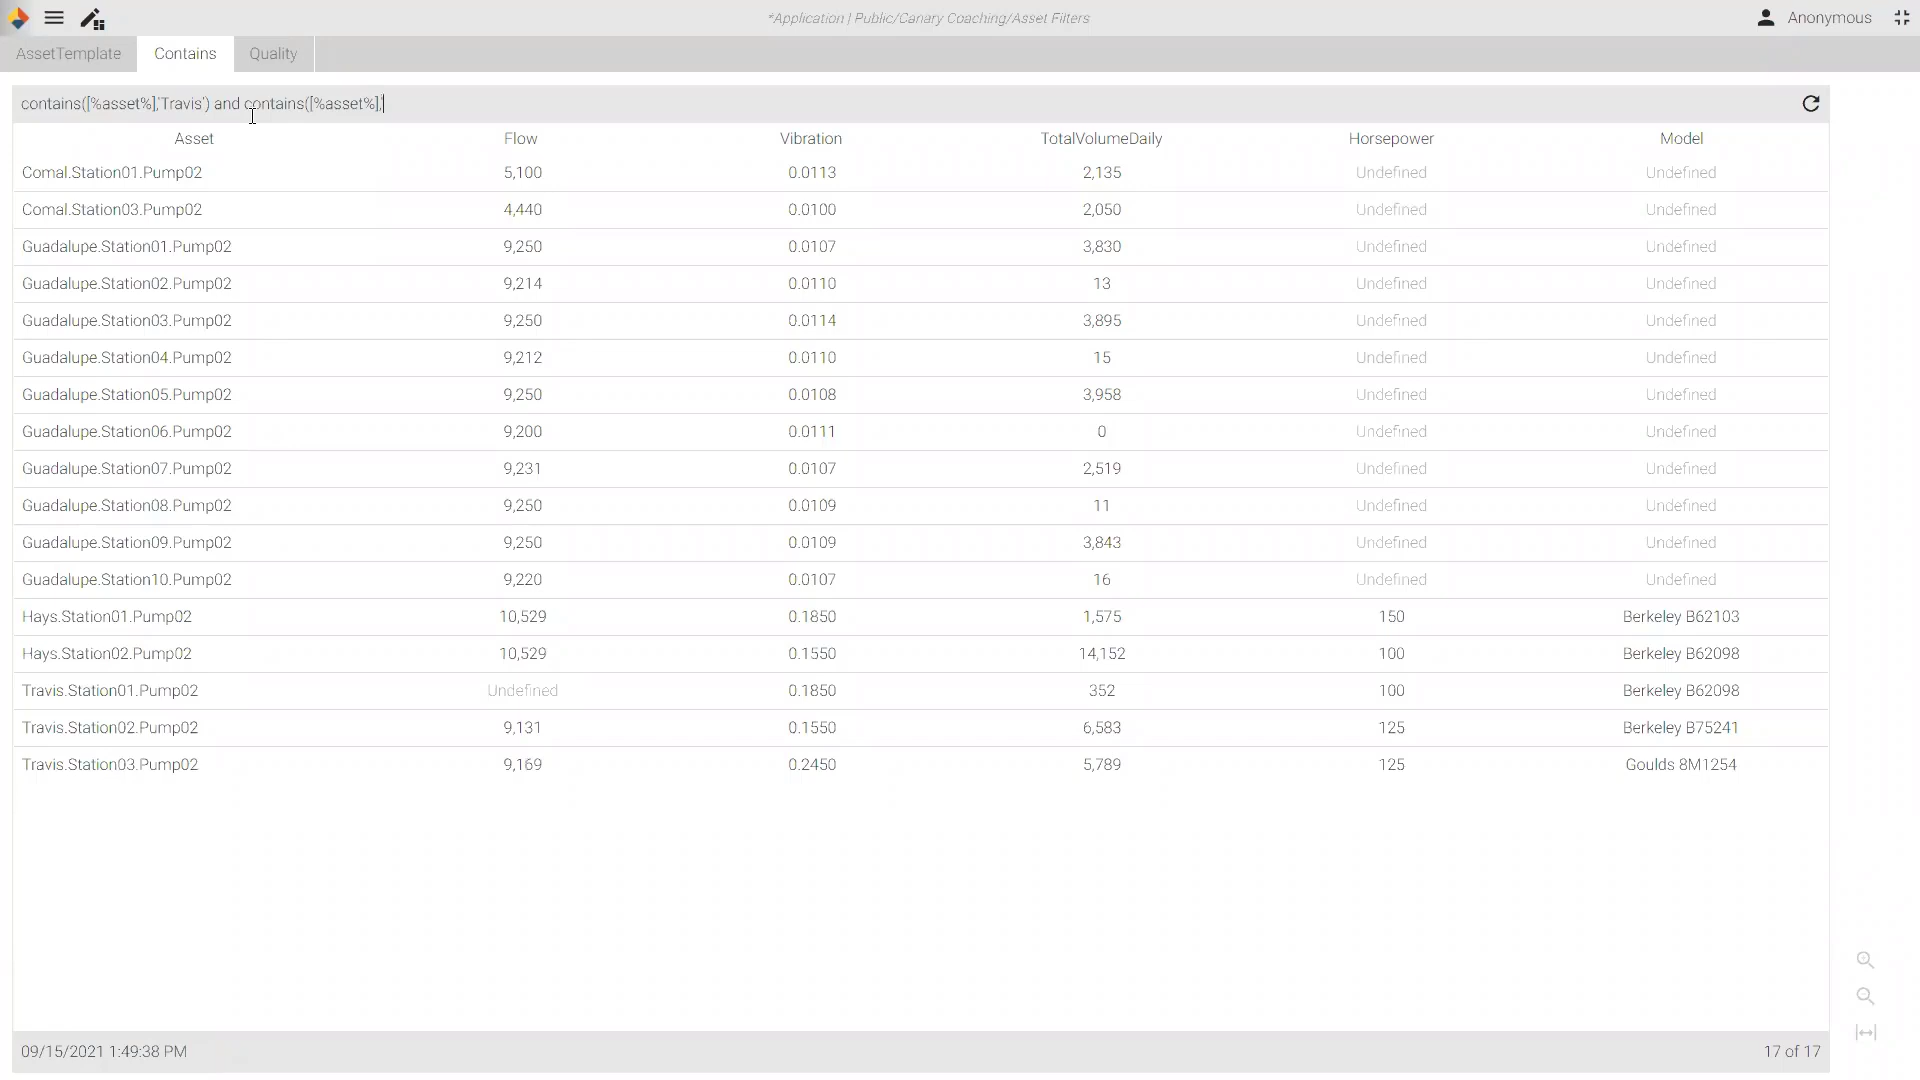 *Application | Public/Canary Coaching/Asset Filters
Anonymous
AssetTemplate Contains Quality
contains([%asset%],'Travis') and contains([%asset%],'
Asset Flow Vibration TotalVolumeDaily Horsepower Model
Comal.Station01.Pump02 5,100 0.0113 2,135 Undefined Undefined
Comal.Station03.Pump02 4,440 0.0100 2,050 Undefined Undefined
Guadalupe.Station01.Pump02 9,250 0.0107 3,830 Undefined Undefined
Guadalupe.Station02.Pump02 9,214 0.0110 13 Undefined Undefined
Guadalupe.Station03.Pump02 9,250 0.0114 3,895 Undefined Undefined
Guadalupe.Station04.Pump02 9,212 0.0110 15 Undefined Undefined
Guadalupe.Station05.Pump02 9,250 0.0108 3,958 Undefined Undefined
Guadalupe.Station06.Pump02 9,200 0.0111 0 Undefined Undefined
Guadalupe.Station07.Pump02 9,231 0.0107 2,519 Undefined Undefined
Guadalupe.Station08.Pump02 9,250 0.0109 11 Undefined Undefined
Guadalupe.Station09.Pump02 9,250 0.0109 3,843 Undefined Undefined
Guadalupe.Station10.Pump02 9,220 0.0107 16 Undefined Undefined
Hays.Station01.Pump02 10,529 0.1850 1,575 150 Berkeley B62103
Hays.Station02.Pump02 10,529 0.1550 14,152 100 Berkeley B62098
Travis.Station01.Pump02 Undefined 0.1850 352 100 Berkeley B62098
Travis.Station02.Pump02 9,131 0.1550 6,583 125 Berkeley B75241
Travis.Station03.Pump02 9,169 0.2450 5,789 125 Goulds 8M1254
09/15/2021 1:49:38 PM 17 of 17